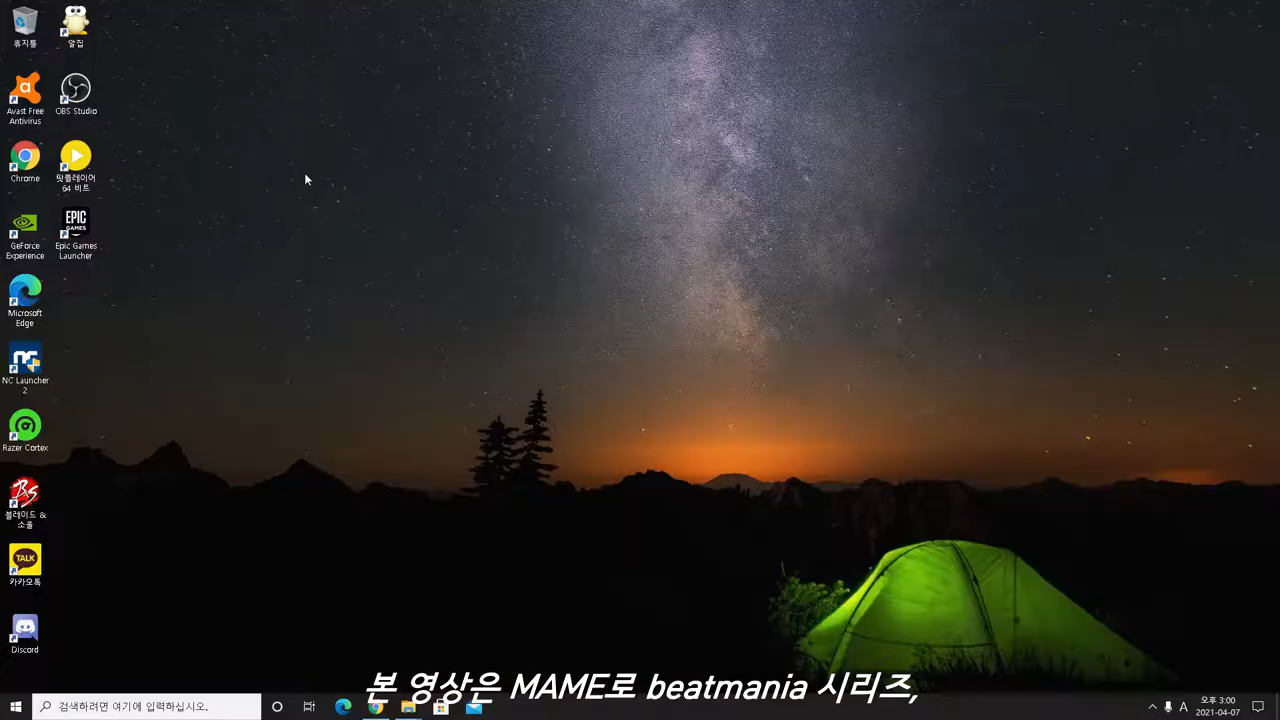 휴지통
알집
Avast Free
Antivirus
OBS Studio
Chrome
팟플레이어
64 비트
GeForce
Experience
EPIC
GAMES
Epic Games
Launcher
Microsoft
Edge
NC Launcher
2
Razer Cortex
블레이드 &
소울
TALK
카카오톡
Discord
본 영상은 MAME로 beatmania 시리즈,
검색하려면 여기에 입력하십시오.
A
오후 3:00
2021-04-07